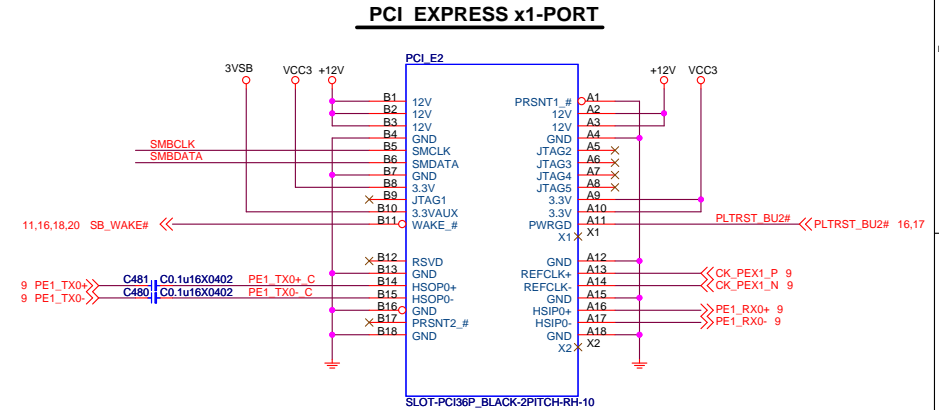 PCI EXPRESS x1-PORT
PCI_E2
3VSB VCC3 +12V +12V VCC3
B1 12V PRSNT1_# A1
B2 12V 12V A2
B3 12V 12V A3
B4 GND GND A4
SMBCLK B5 SMCLK JTAG2 A5
SMBDATA B6 SMDATA JTAG3 A6
B7 GND JTAG4 A7
B8 3.3V JTAG5 A8
B9 JTAG1 3.3V A9
B10 3.3VAUX 3.3V A10
11,16,18,20 SB_WAKE# B11 WAKE_# PWRGD A11 PLTRST_BU2# PLTRST_BU2# 16,17
X1 X1
B12 RSVD GND A12
B13 GND REFCLK+ A13 CK_PEX1_P 9
9 PE1_TX0+ C481 C0.1u16X0402 PE1_TX0+_C B14 HSOP0+ REFCLK- A14 CK_PEX1_N 9
9 PE1_TX0- C480 C0.1u16X0402 PE1_TX0-_C B15 HSOP0- GND A15
B16 GND HSIP0+ A16 PE1_RX0+ 9
B17 PRSNT2_# HSIP0- A17 PE1_RX0- 9
B18 GND GND A18
X2 X2
SLOT-PCI36P_BLACK-2PITCH-RH-10